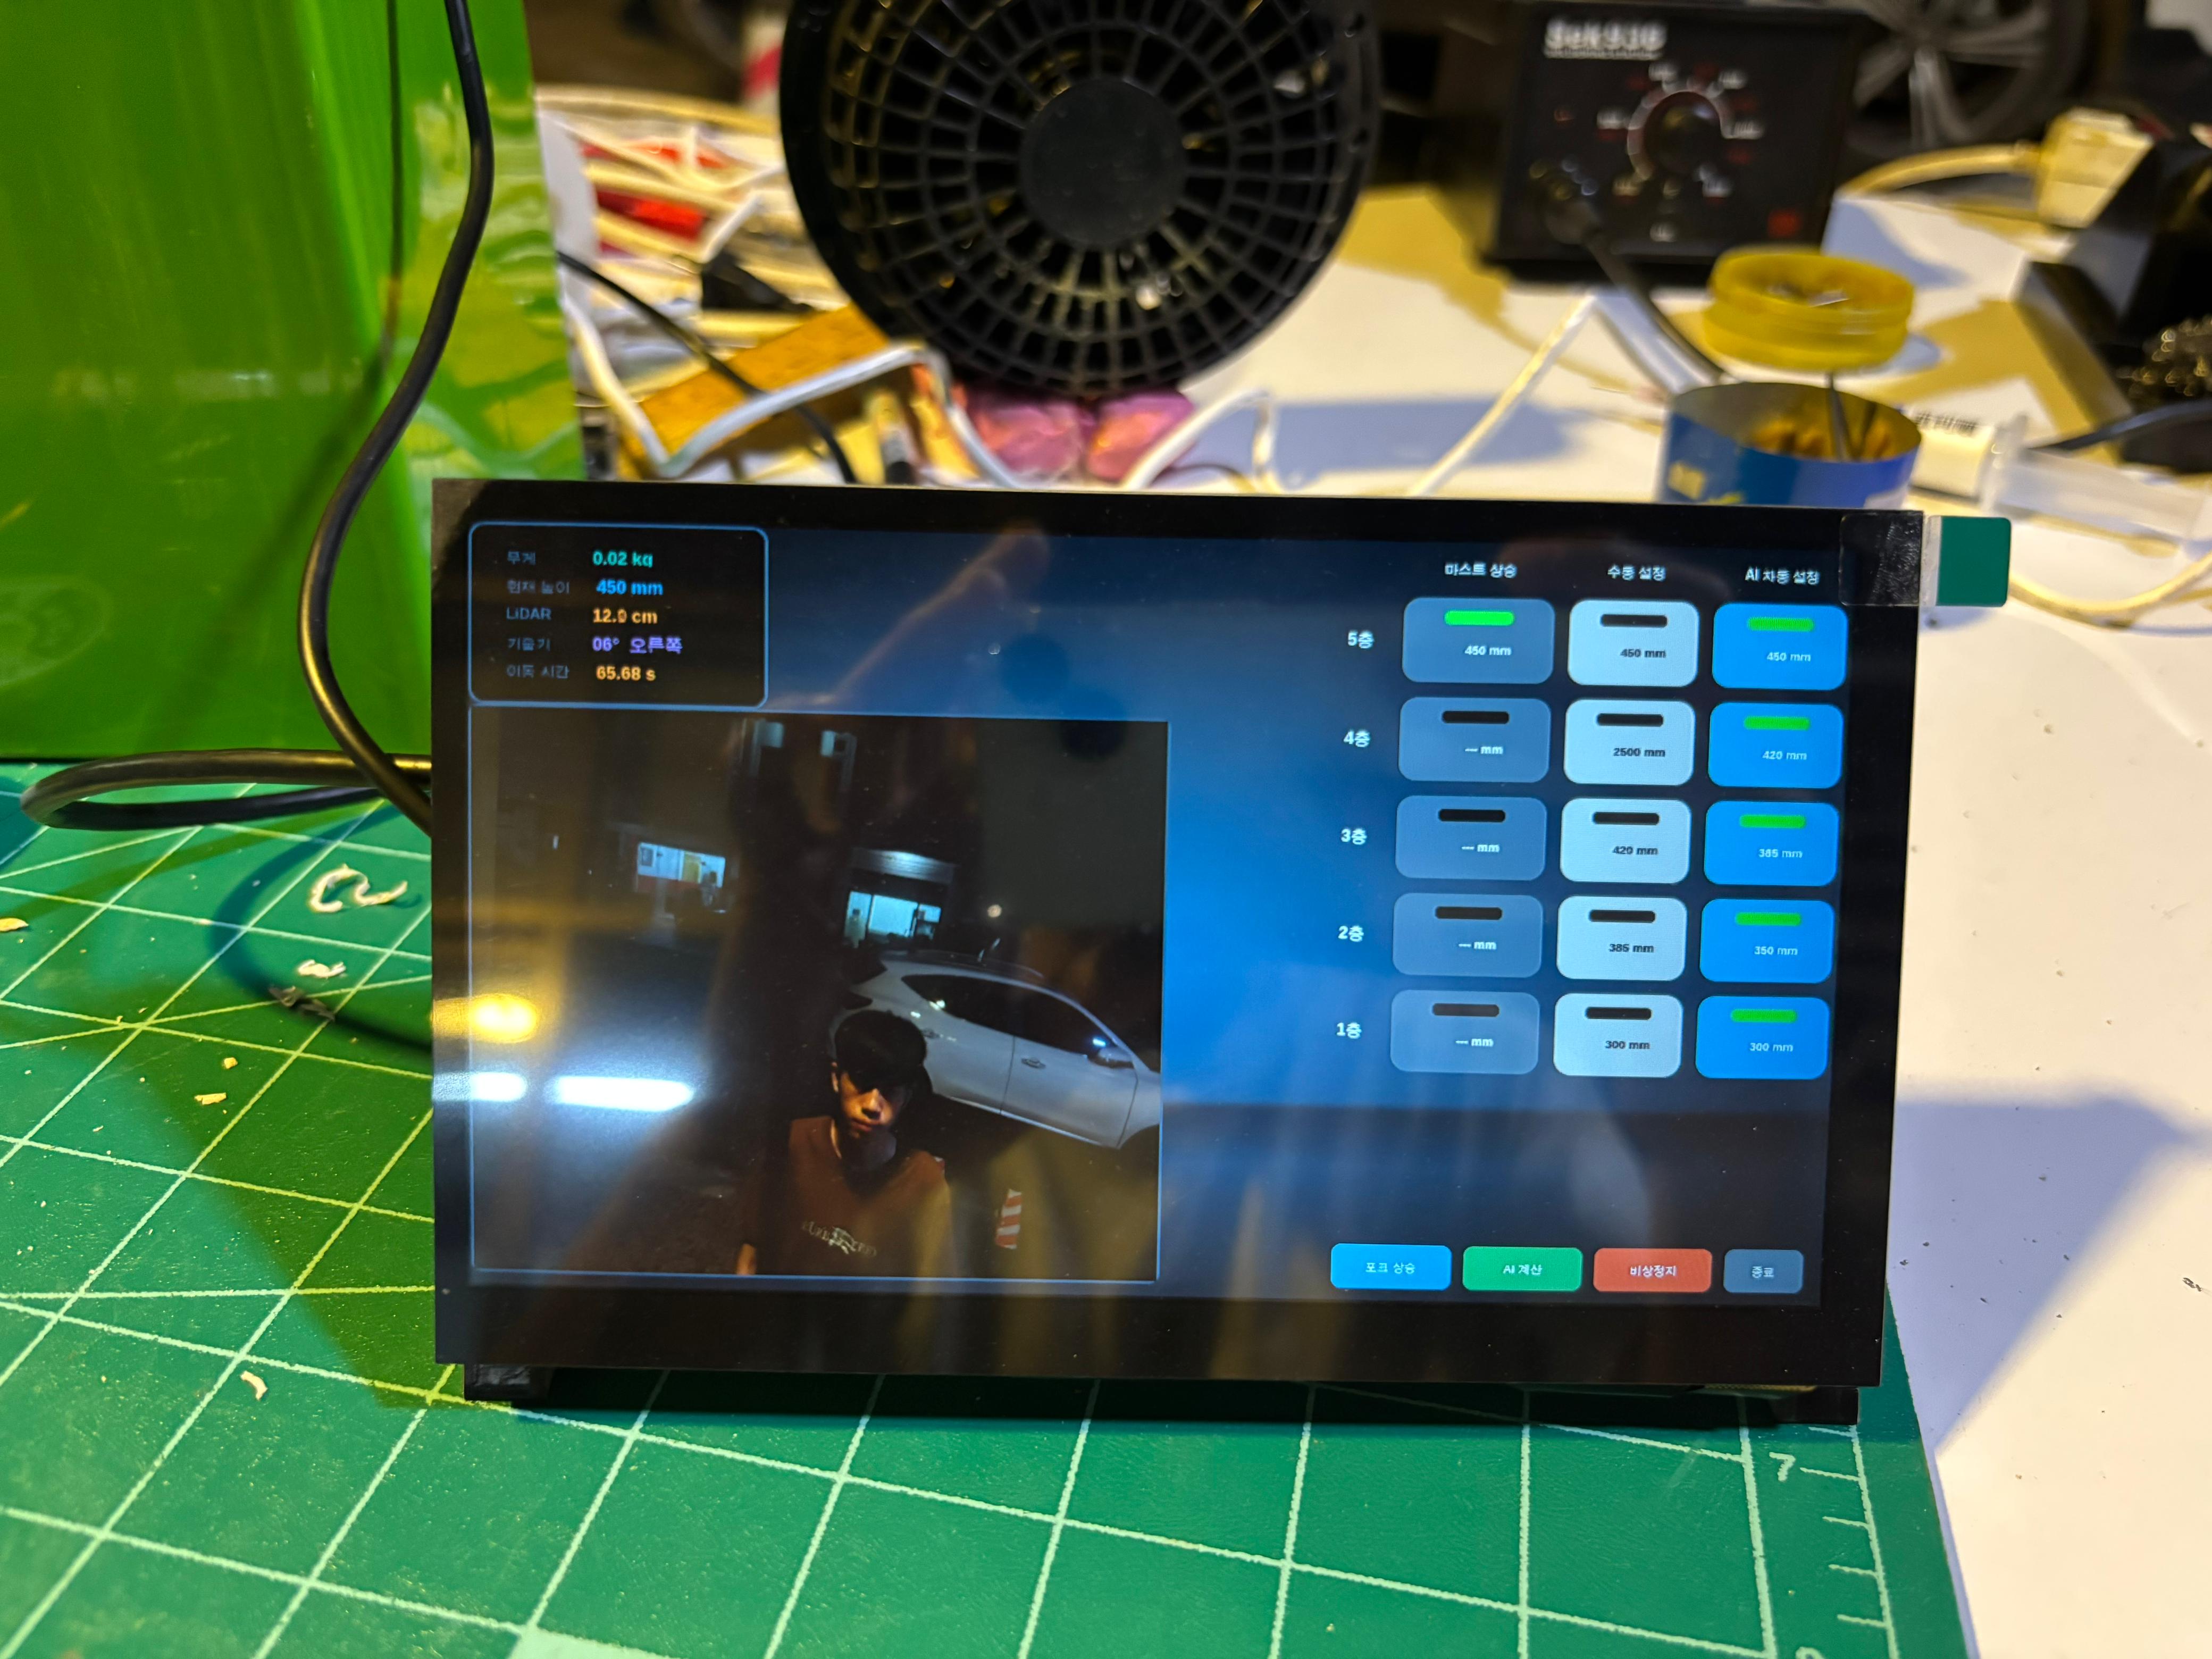 무게 0.02 kg
현재 높이 450 mm
LiDAR 12.0 cm
기울기 06° 오른쪽
이동 시간 65.68 s
마스트 상승 수동 설정 AI 자동 설정
5층 450 mm 450 mm 450 mm
4층 --- mm 2500 mm 420 mm
3층 --- mm 420 mm 385 mm
2층 --- mm 385 mm 350 mm
1층 --- mm 300 mm 300 mm
포크 상승 AI 계산 비상정지 종료
7